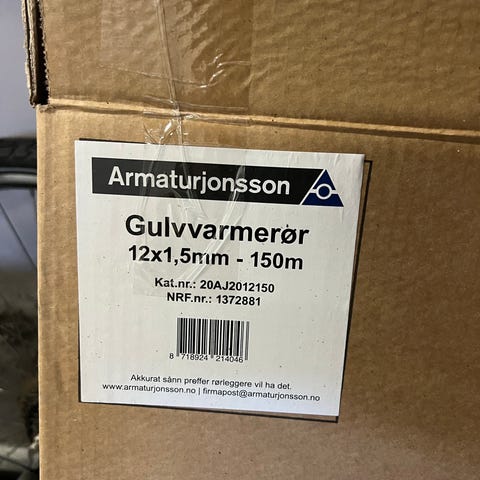 Armaturjonsson
Gulvvarmerør
12x1,5mm - 150m
Kat.nr.: 20AJ2012150
NRF.nr.: 1372881
8 718924 214046
Akkurat sånn preffer rørleggere vil ha det.
www.armaturjonsson.no | firmapost@armaturjonsson.no